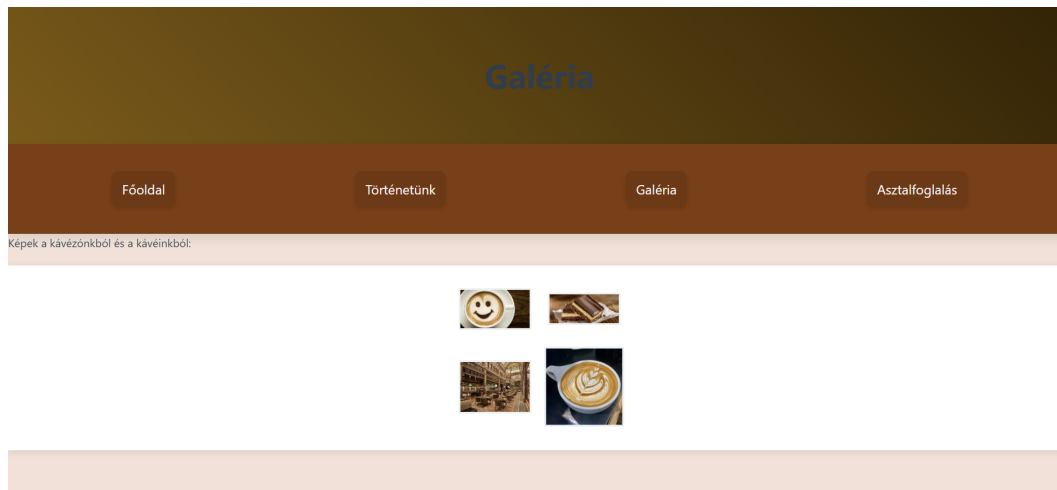 Galéria
Főoldal
Történetünk
Galéria
Asztalfoglalás
Képek a kávézónkból és a kávéinkból: